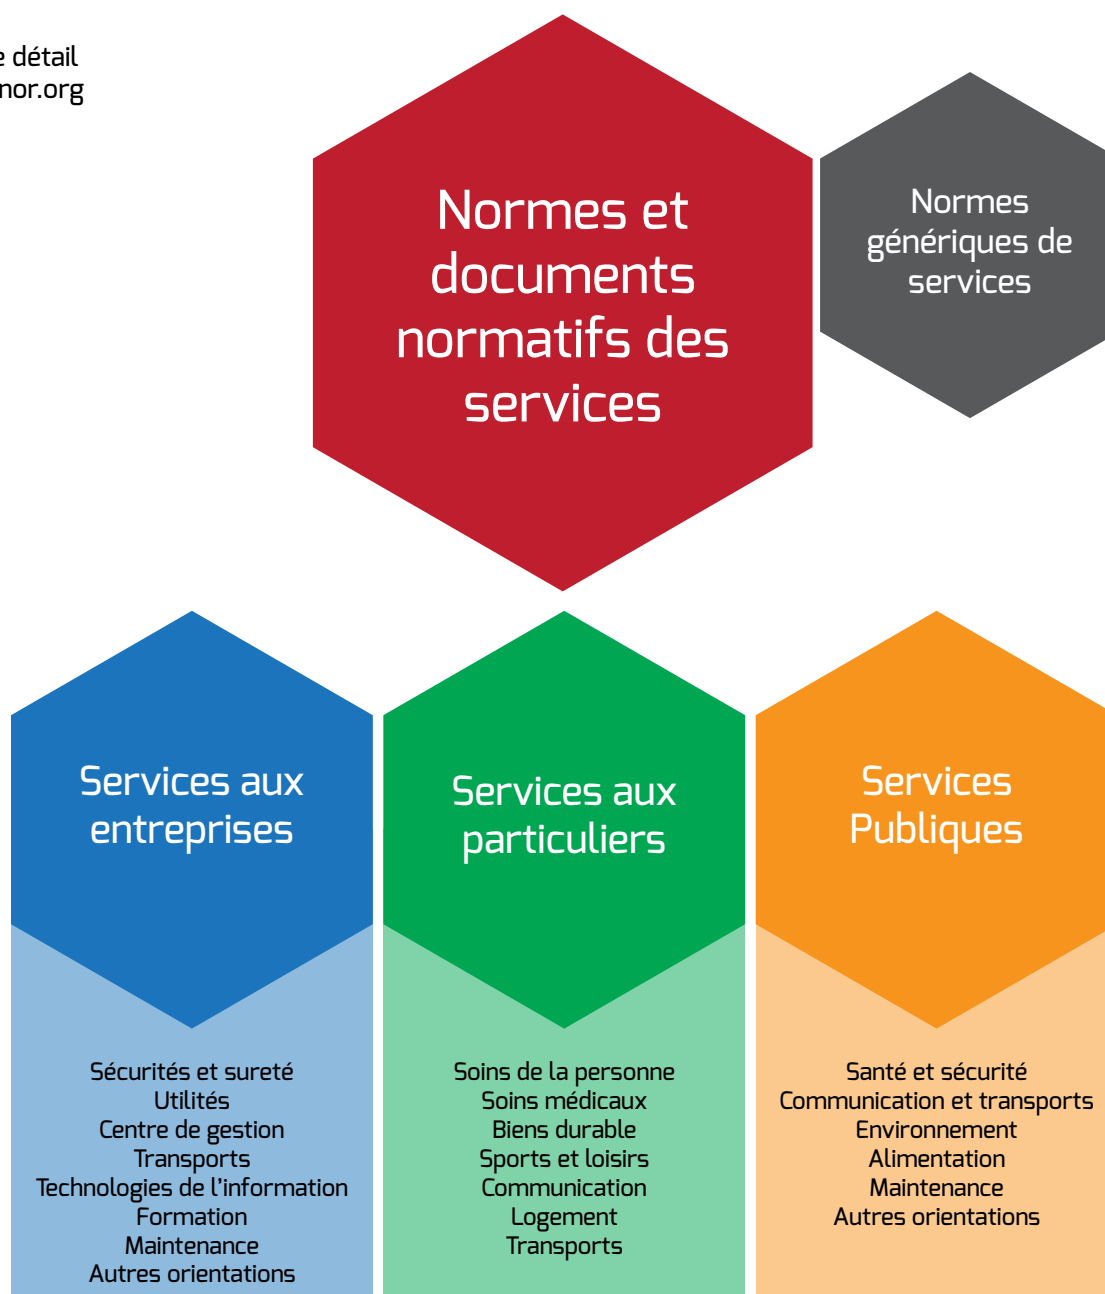 e détail
nor.org
Normes et
documents
normatifs des
services
Normes
génériques de
services
Services aux
entreprises
Services aux
particuliers
Services
Publiques
Sécurités et sureté
Utilités
Centre de gestion
Transports
Technologies de l'information
Formation
Maintenance
Autres orientations
Soins de la personne
Soins médicaux
Biens durable
Sports et loisirs
Communication
Logement
Transports
Santé et sécurité
Communication et transports
Environnement
Alimentation
Maintenance
Autres orientations